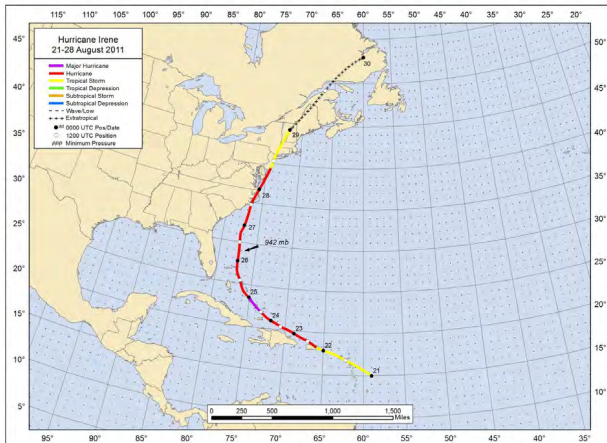 115° 110° 105° 100° 95° 90° 85° 80° 75° 70° 65° 60° 55° 50° 45° 40° 35° 30° 25° 20°
Hurricane Irene
21-28 August 2011
Major Hurricane
Hurricane
Tropical Storm
Tropical Depression
Subtropical Storm
Subtropical Depression
Wave/Low
Extratropical
0000 UTC Pos/Date
1200 UTC Position
PPP Minimum Pressure
45°
40°
35°
30°
25°
20°
15°
10°
5°
50°
45°
40°
35°
30°
25°
20°
15°
10°
30
29
28
27
942 mb
26
25
24
23
22
21
0 250 500 1,000 1,500
Miles
95° 90° 85° 80° 75° 70° 65° 60° 55° 50° 45° 40° 35°